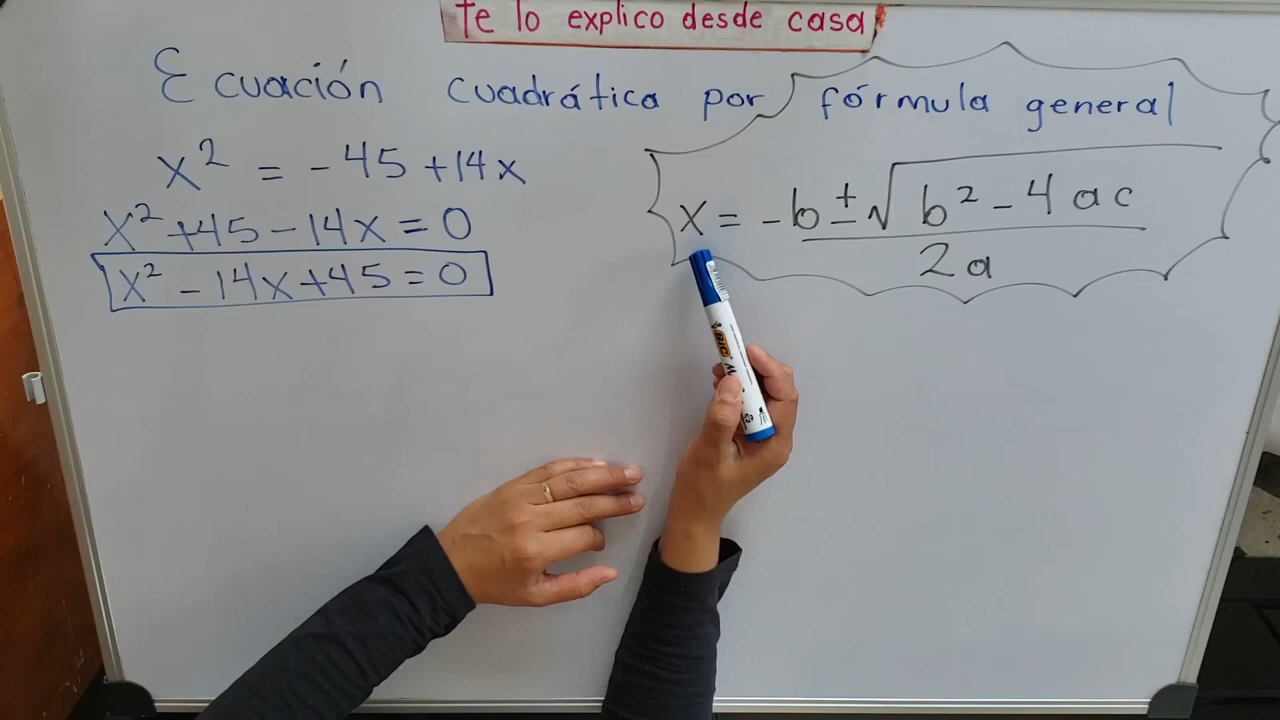 Te lo explico desde casa
Ecuación cuadrática por fórmula general
x² = -45 +14x
x² +45 -14x = 0
x² - 14x +45 = 0
x = -b ± √b² - 4ac
2a
BIC M